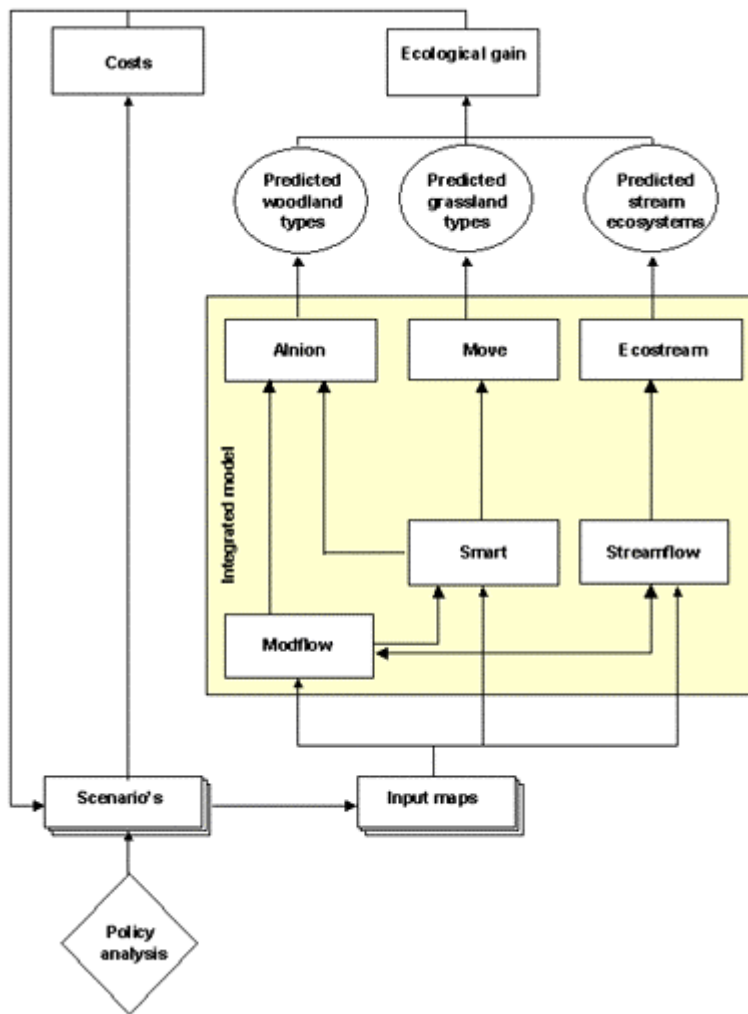 Costs
Ecological gain
Predicted
woodland
types
Predicted
grassland
types
Predicted
stream
ecosystems
Alnion
Move
Ecostream
Integrated model
Smart
Streamflow
Modflow
Scenario's
Input maps
Policy
analysis